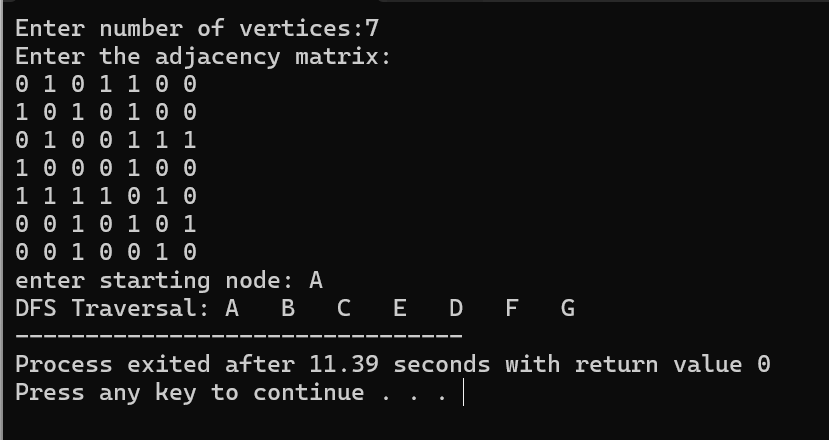 Enter number of vertices:7
Enter the adjacency matrix:
0 1 0 1 1 0 0
1 0 1 0 1 0 0
0 1 0 0 1 1 1
1 0 0 0 1 0 0
1 1 1 1 0 1 0
0 0 1 0 1 0 1
0 0 1 0 0 1 0
enter starting node: A
DFS Traversal: A   B   C   E   D   F   G
--------------------------------
Process exited after 11.39 seconds with return value 0
Press any key to continue . . .